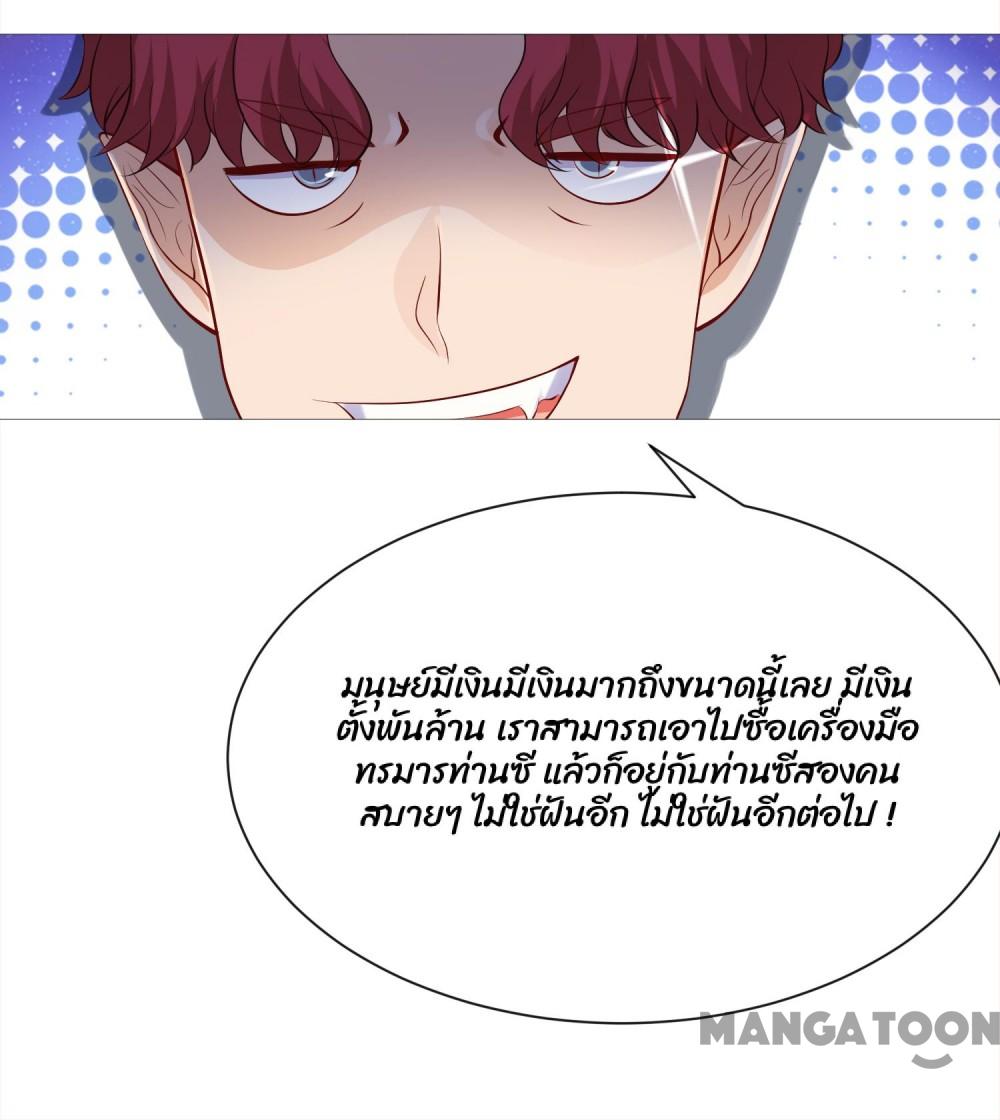 มนุษย์มีเงินมีเงินมากถึงขนาดนี้เลย มีเงิน
ตั้งพันล้าน เราสามารถเอาไปซื้อเครื่องมือ
ทรมารท่านซี แล้วก็อยู่กับท่านซีสองคน
สบายๆ ไม่ใช่ฝันอีก ไม่ใช่ฝันอีกต่อไป !
MANGATOON